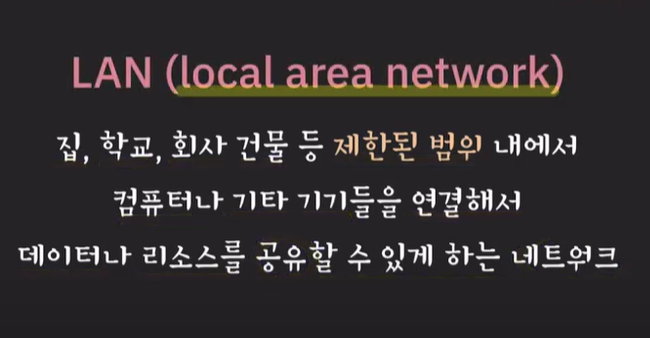 LAN (local area network)
집, 학교, 회사 건물 등 제한된 범위 내에서
컴퓨터나 기타 기기들을 연결해서
데이터나 리소스를 공유할 수 있게 하는 네트워크